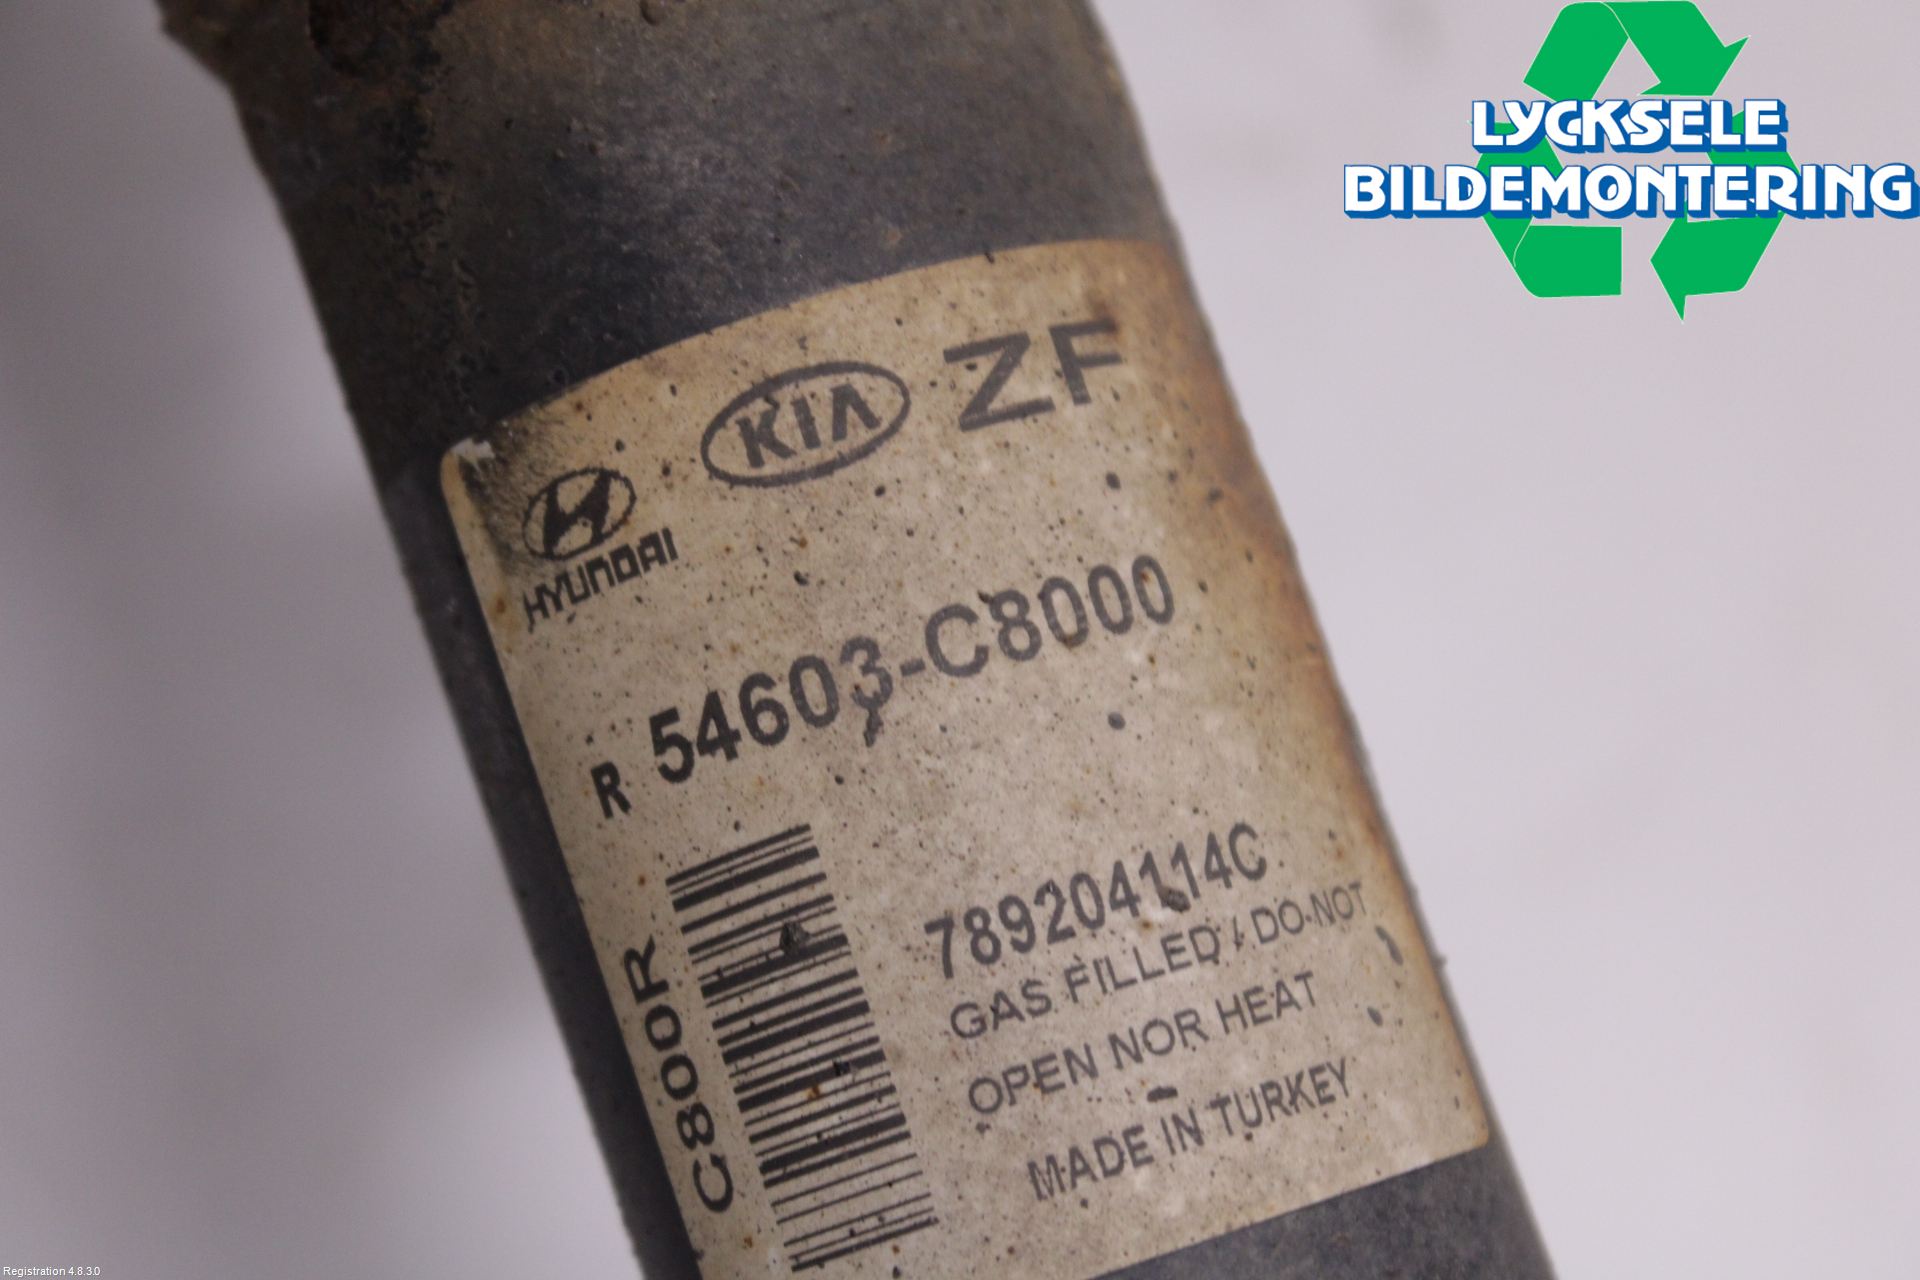 LYCKSELE
BILDEMONTERING
KIA ZF
HYUNDAI
R 54603-C8000
C800R
789204114C
GAS FILLED / DO-NOT
OPEN NOR HEAT
MADE IN TURKEY
Registration 4.8.3.0